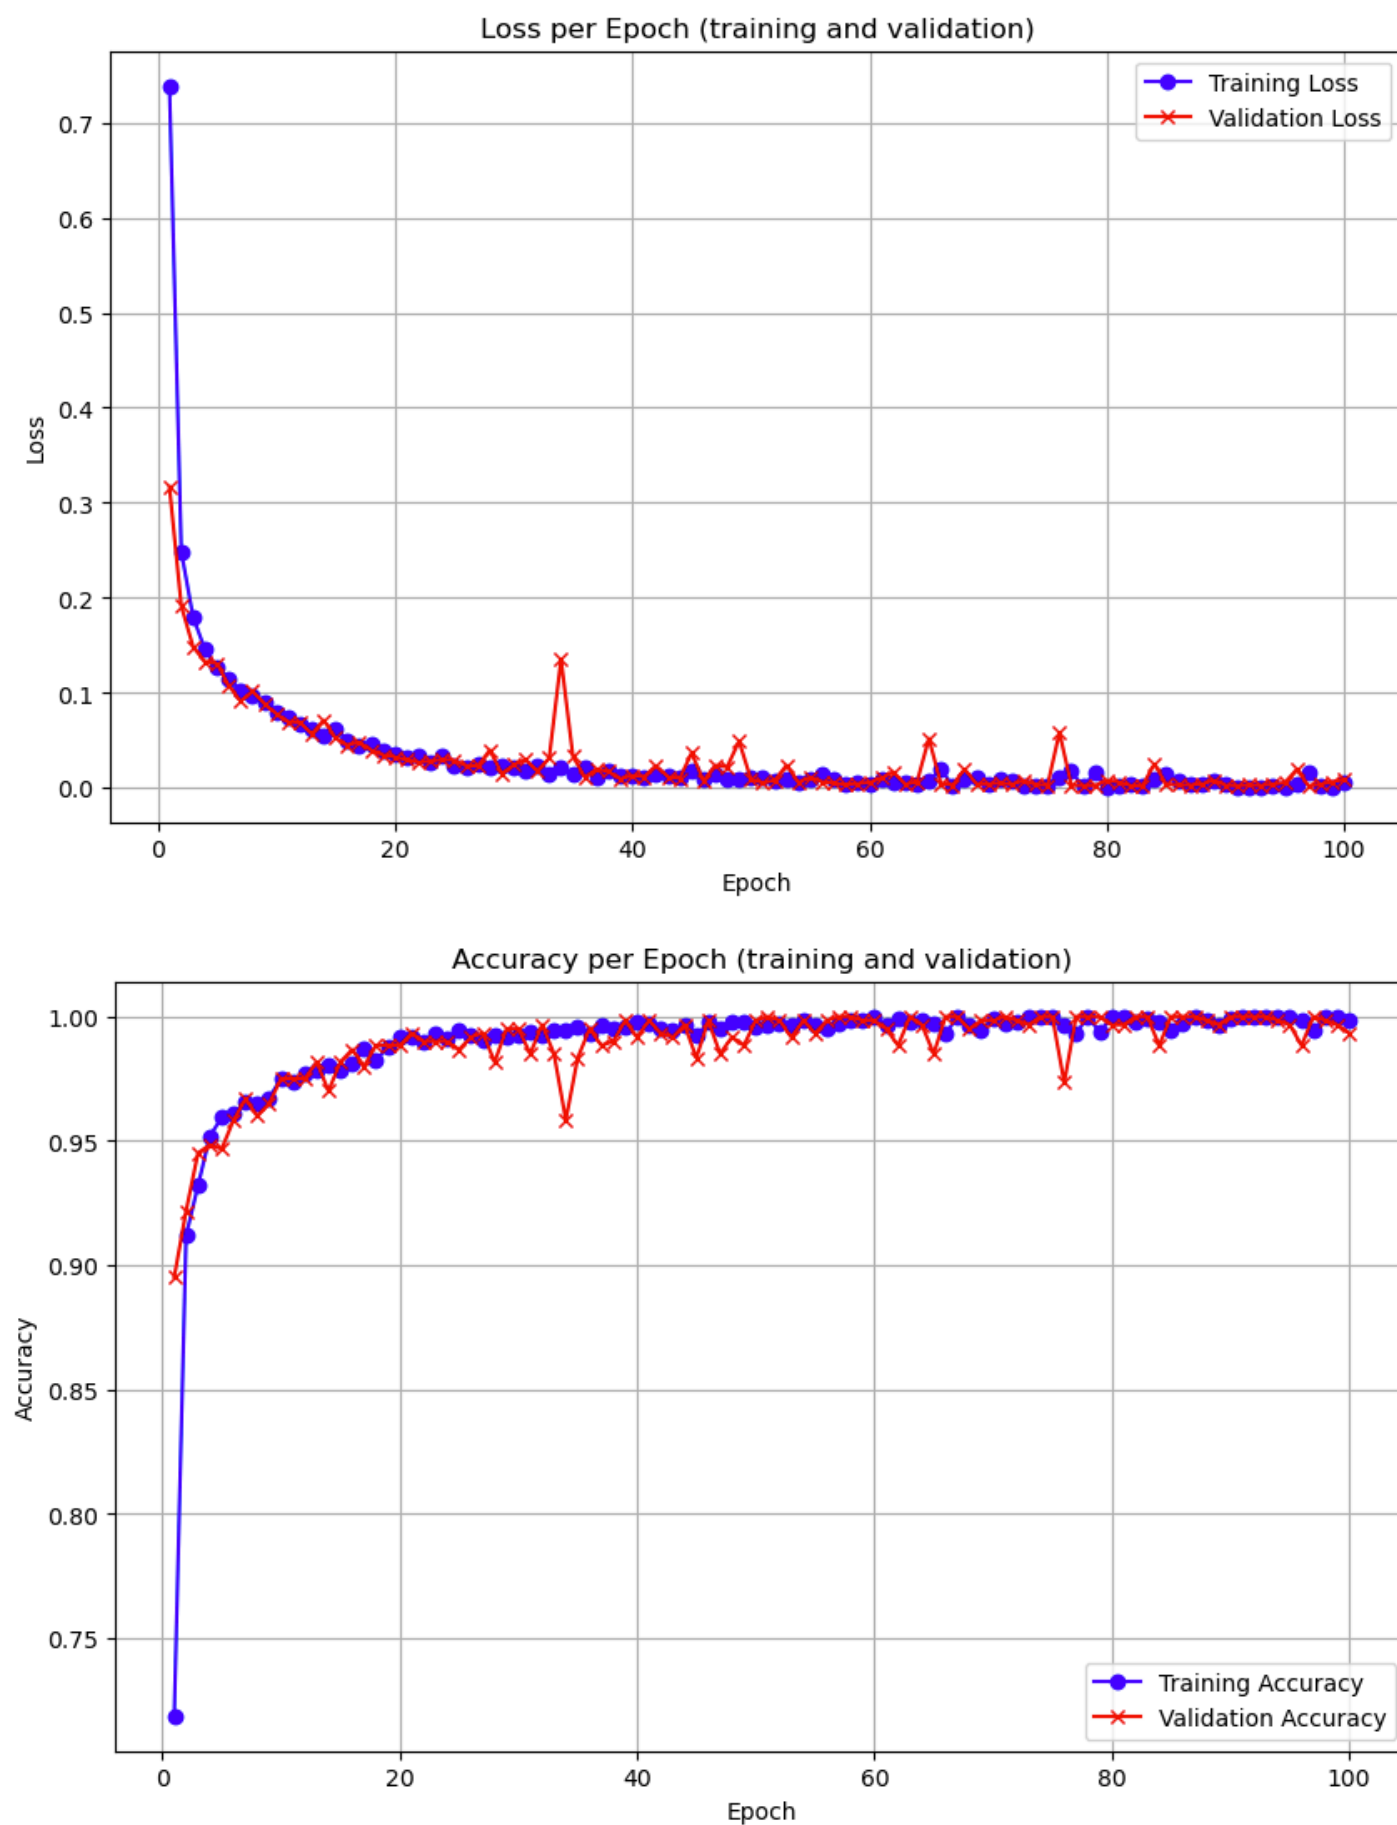 Loss per Epoch (training and validation)
Training Loss
Validation Loss
0.7
0.6
0.5
0.4
0.3
0.2
0.1
0.0
Loss
0
20
40
60
80
100
Epoch
Accuracy per Epoch (training and validation)
1.00
0.95
0.90
0.85
0.80
0.75
Accuracy
Training Accuracy
Validation Accuracy
0
20
40
60
80
100
Epoch